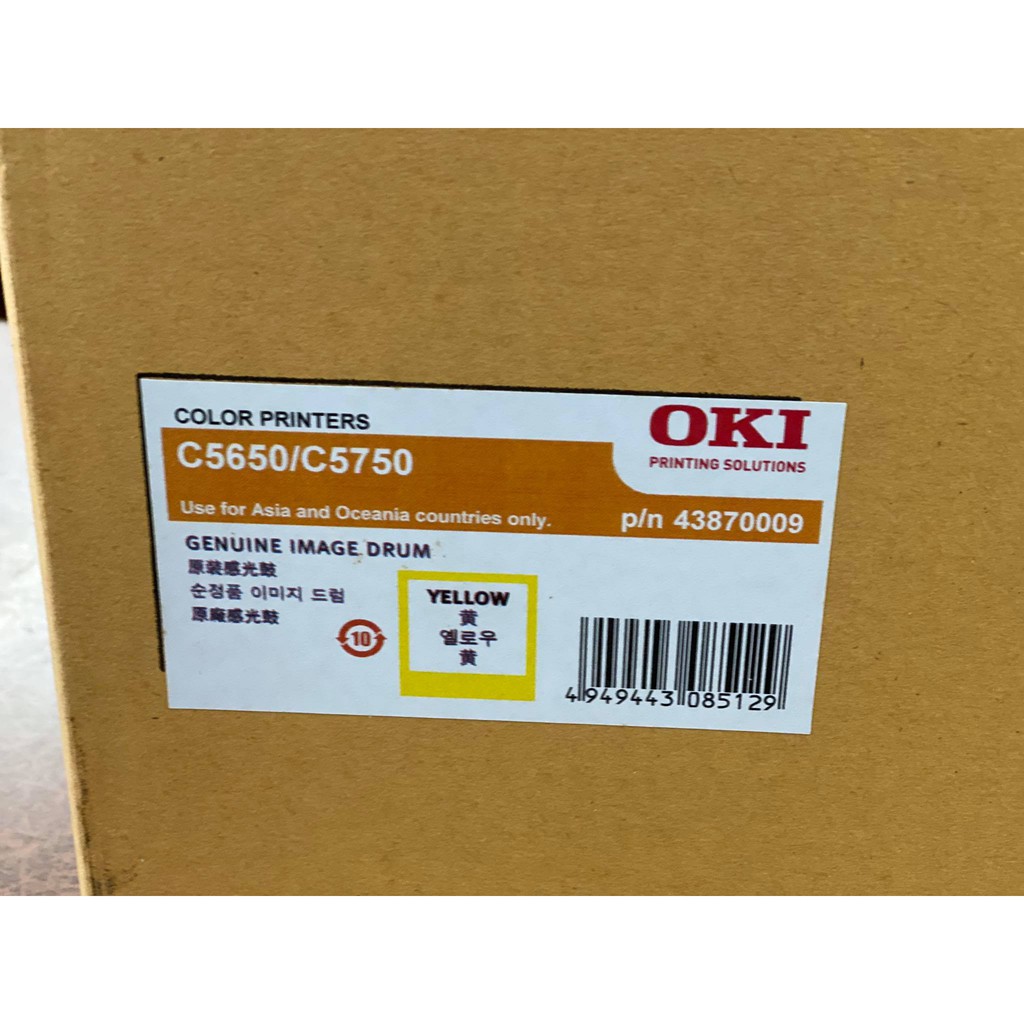 COLOR PRINTERS
OKI
PRINTING SOLUTIONS
C5650/C5750
Use for Asia and Oceania countries only.
p/n 43870009
GENUINE IMAGE DRUM
原装感光鼓
순정품 이미지 드럼
原廠感光鼓
10
YELLOW
黄
옐로우
黃
4 949443 085129